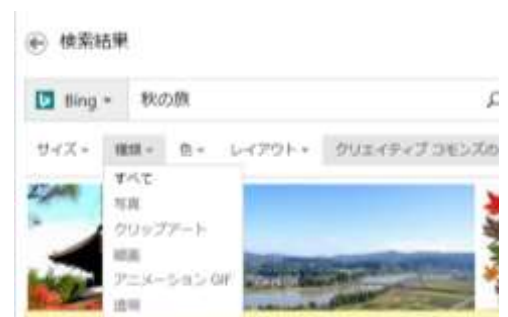 検索結果
Bing 秋の旅
サイズ 種類 色 レイアウト クリエイティブ コモンズの
すべて
写真
クリップアート
線画
アニメーション GIF
透明